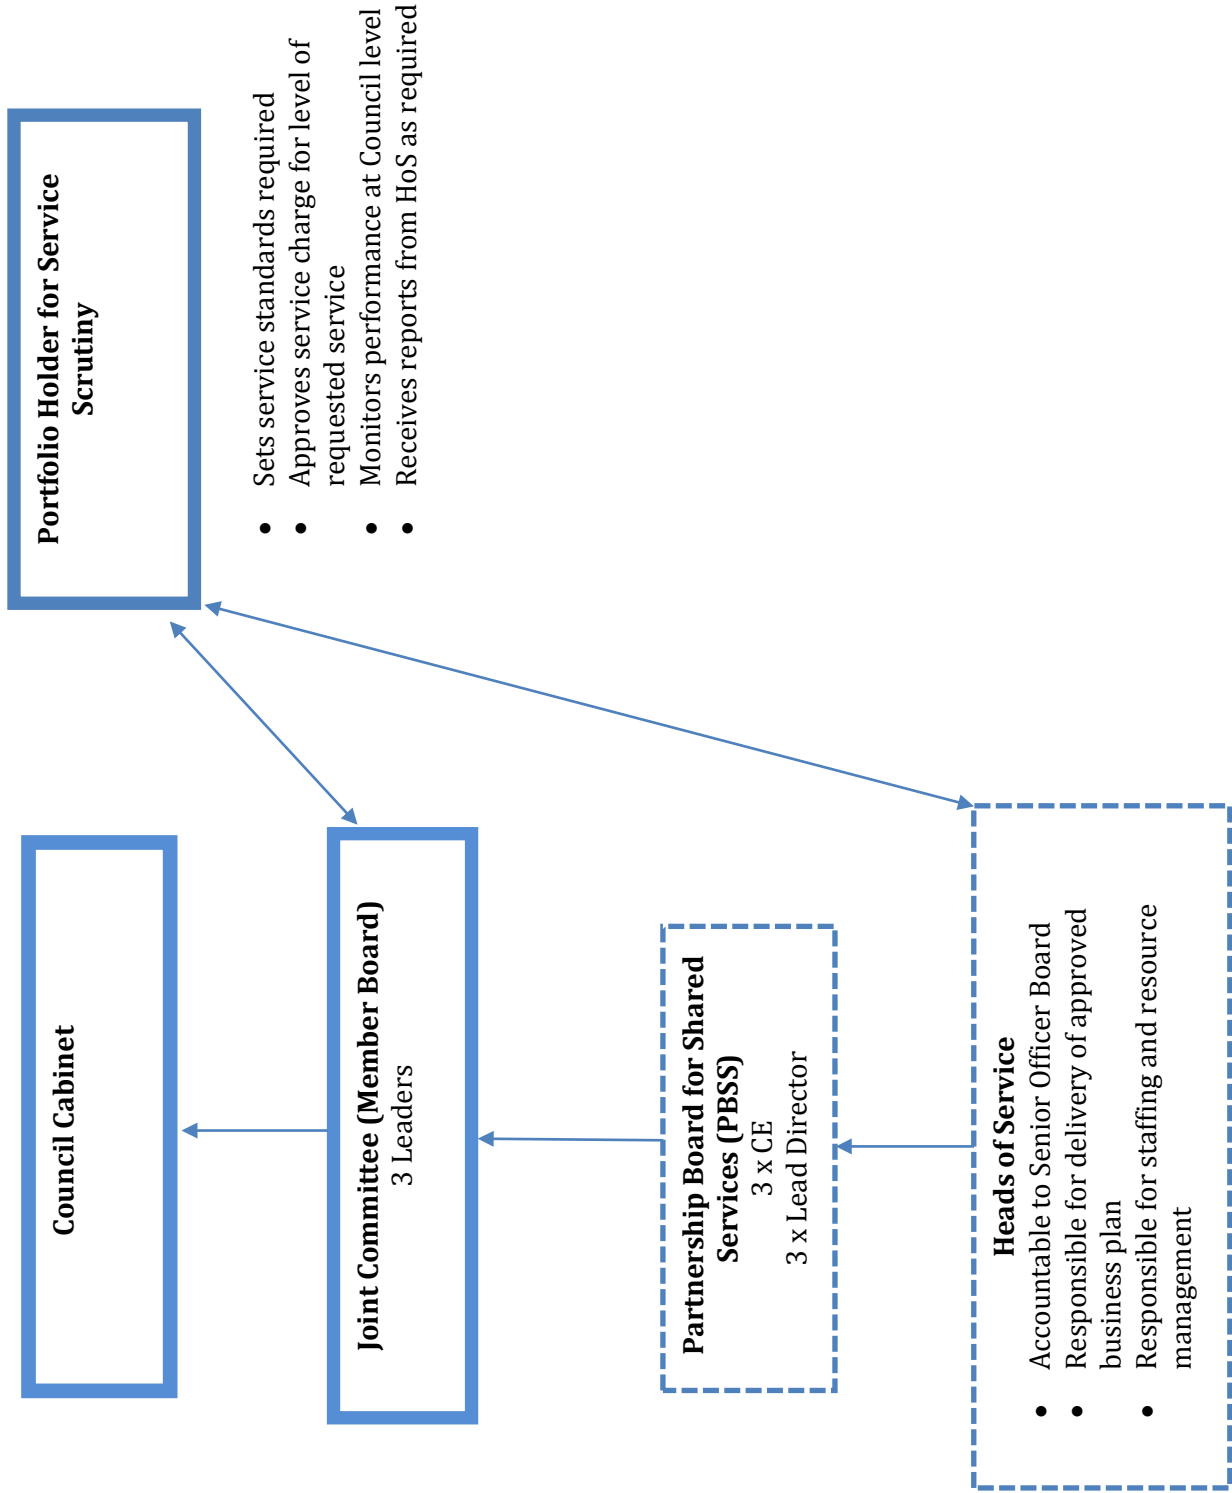 Council Cabinet
Portfolio Holder for Service
Scrutiny
• Sets service standards required
• Approves service charge for level of
requested service
• Monitors performance at Council level
• Receives reports from HoS as required
Joint Committee (Member Board)
3 Leaders
Partnership Board for Shared
Services (PBSS)
3 x CE
3 x Lead Director
Heads of Service
• Accountable to Senior Officer Board
• Responsible for delivery of approved
business plan
• Responsible for staffing and resource
management